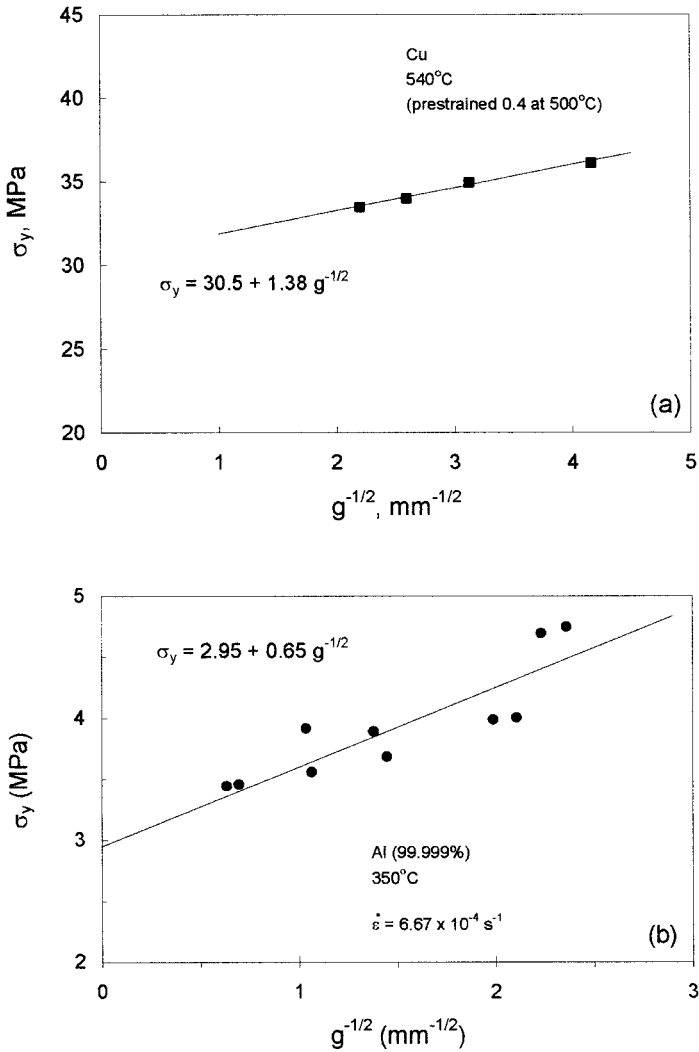 45
40
35
30
25
20
σy, MPa
Cu
540°C
(prestrained 0.4 at 500°C)
σy = 30.5 + 1.38 g-1/2
(a)
0 1 2 3 4 5
g-1/2, mm-1/2
5
4
3
2
σy (MPa)
σy = 2.95 + 0.65 g-1/2
Al (99.999%)
350°C
ε̇ = 6.67 x 10-4 s-1
(b)
0 1 2 3
g-1/2 (mm-1/2)